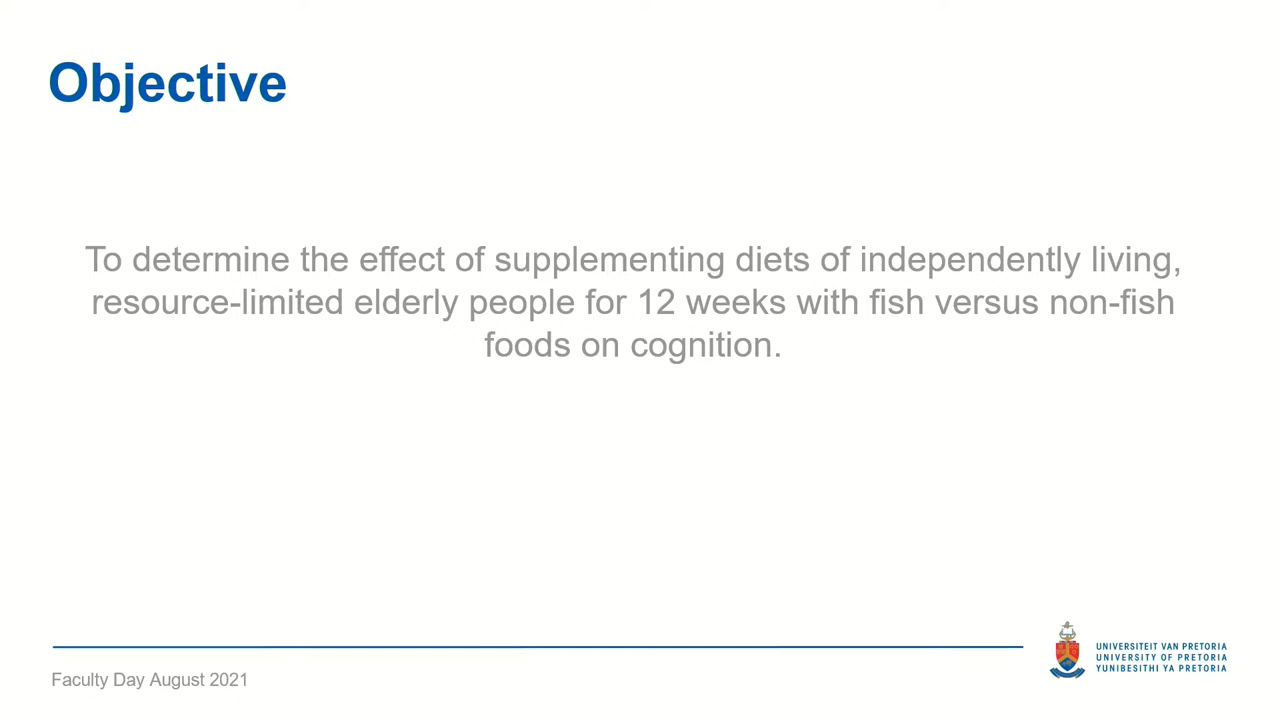 Objective
To determine the effect of supplementing diets of independently living,
resource-limited elderly people for 12 weeks with fish versus non-fish
foods on cognition.
Faculty Day August 2021
UNIVERSITEIT VAN PRETORIA
UNIVERSITY OF PRETORIA
YUNIBESITHI YA PRETORIA